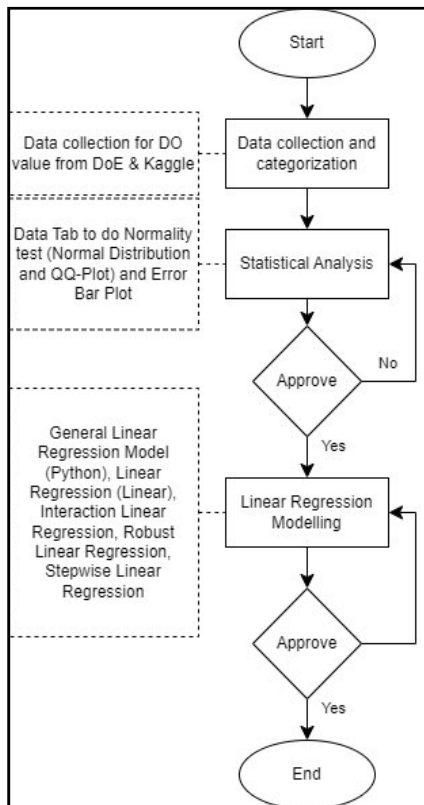 Start
Data collection for DO
value from DoE & Kaggle
Data collection and
categorization
Data Tab to do Normality
test (Normal Distribution
and QQ-Plot) and Error
Bar Plot
Statistical Analysis
No
Approve
Yes
General Linear
Regression Model
(Python), Linear
Regression (Linear),
Interaction Linear
Regression, Robust
Linear Regression,
Stepwise Linear
Regression
Linear Regression
Modelling
Approve
Yes
End